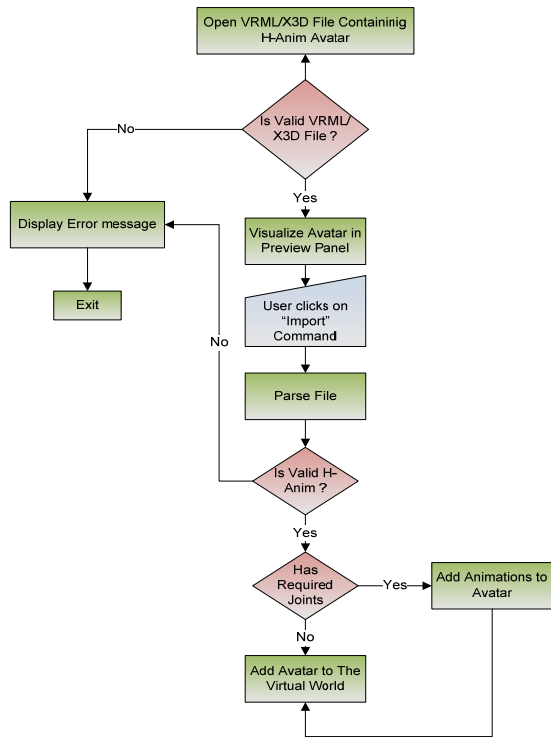 Open VRML/X3D File Containinig
H-Anim Avatar
Is Valid VRML/
X3D File ?
No
Yes
Display Error message
Visualize Avatar in
Preview Panel
Exit
User clicks on
“Import”
Command
No
Parse File
Is Valid H-
Anim ?
Yes
Has
Required
Joints
Yes
Add Animations to
Avatar
No
Add Avatar to The
Virtual World